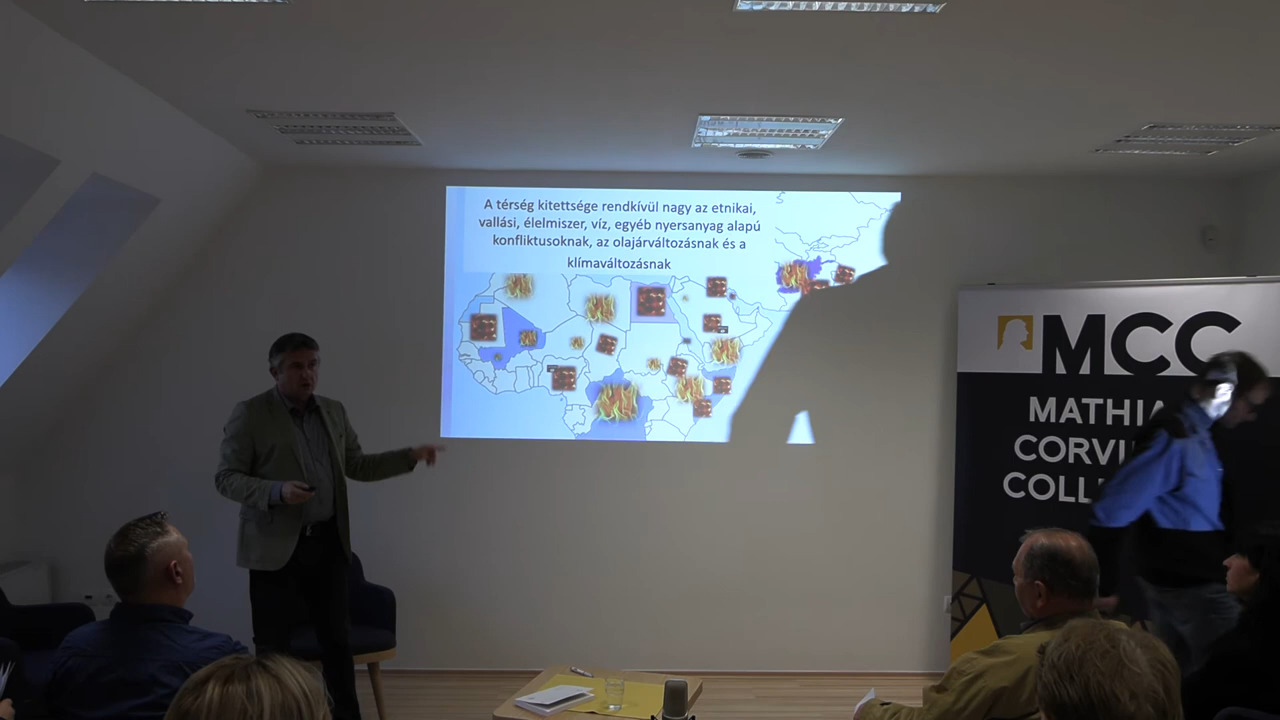 A térség kitettsége rendkívül nagy az etnikai,
vallási, élelmiszer, víz, egyéb nyersanyag alapú
konfliktusoknak, az olajárváltozásnak és a
klímaváltozásnak
MCC
MATHIA
CORVI
COLL